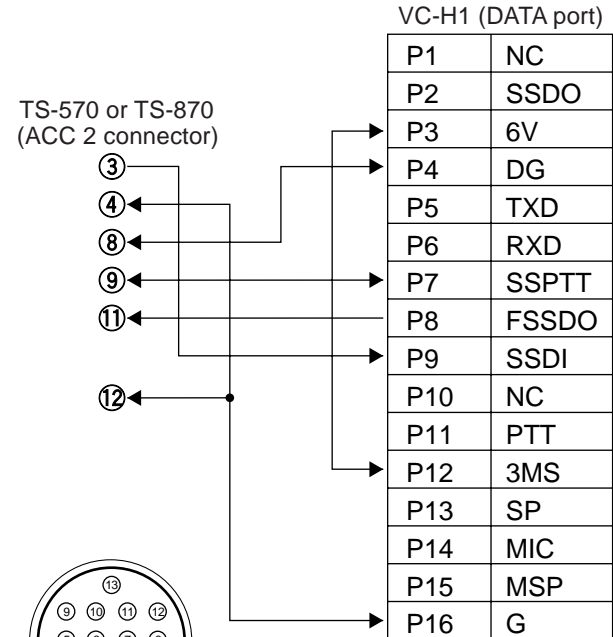 VC-H1 (DATA port)
P1 NC
P2 SSDO
TS-570 or TS-870
(ACC 2 connector)
P3 6V
③ P4 DG
④ P5 TXD
⑧ P6 RXD
⑨ P7 SSPTT
⑪ P8 FSSDO
P9 SSDI
⑫ P10 NC
P11 PTT
P12 3MS
P13 SP
P14 MIC
⑬
P15 MSP
⑨ ⑩ ⑪ ⑫
P16 G